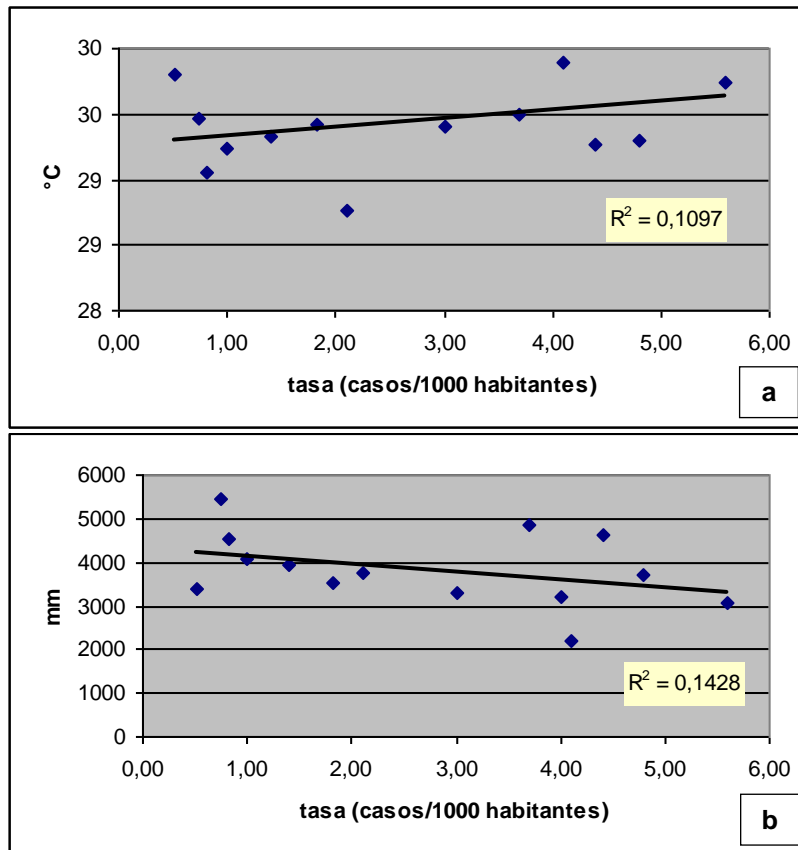 30
30
°C
29
R² = 0,1097
29
28
0,00 1,00 2,00 3,00 4,00 5,00 6,00
tasa (casos/1000 habitantes)
a
6000
5000
4000
mm
3000
2000
R² = 0,1428
1000
0
0,00 1,00 2,00 3,00 4,00 5,00 6,00
tasa (casos/1000 habitantes)
b